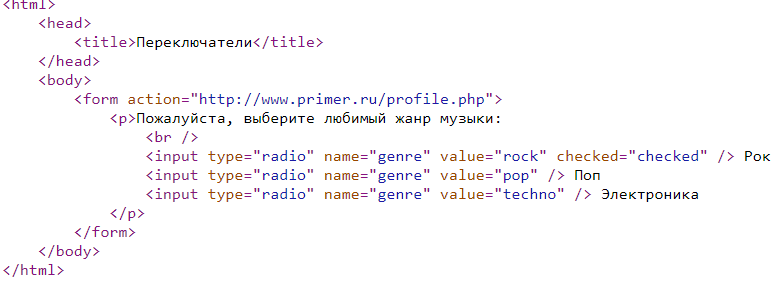 <html>
<head>
<title>Переключатели</title>
</head>
<body>
<form action="http://www.primer.ru/profile.php">
<p>Пожалуйста, выберите любимый жанр музыки:
<br />
<input type="radio" name="genre" value="rock" checked="checked" /> Рок
<input type="radio" name="genre" value="pop" /> Поп
<input type="radio" name="genre" value="techno" /> Электроника
</p>
</form>
</body>
</html>